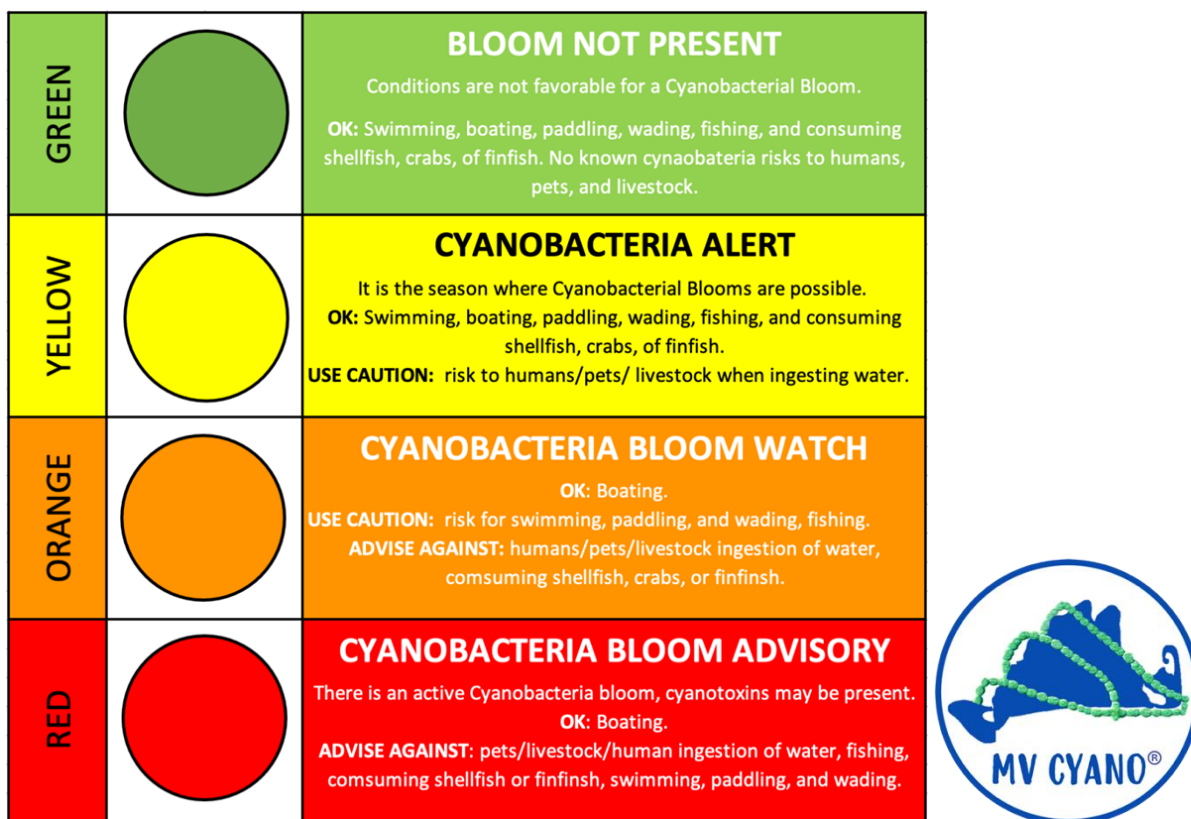 GREEN
BLOOM NOT PRESENT
Conditions are not favorable for a Cyanobacterial Bloom.
OK: Swimming, boating, paddling, wading, fishing, and consuming
shellfish, crabs, of finfish. No known cynaobateria risks to humans,
pets, and livestock.
YELLOW
CYANOBACTERIA ALERT
It is the season where Cyanobacterial Blooms are possible.
OK: Swimming, boating, paddling, wading, fishing, and consuming
shellfish, crabs, of finfish.
USE CAUTION: risk to humans/pets/ livestock when ingesting water.
ORANGE
CYANOBACTERIA BLOOM WATCH
OK: Boating.
USE CAUTION: risk for swimming, paddling, and wading, fishing.
ADVISE AGAINST: humans/pets/livestock ingestion of water,
comsuming shellfish, crabs, or finfinsh.
RED
CYANOBACTERIA BLOOM ADVISORY
There is an active Cyanobacteria bloom, cyanotoxins may be present.
OK: Boating.
ADVISE AGAINST: pets/livestock/human ingestion of water, fishing,
comsuming shellfish or finfinsh, swimming, paddling, and wading.
MV CYANO®